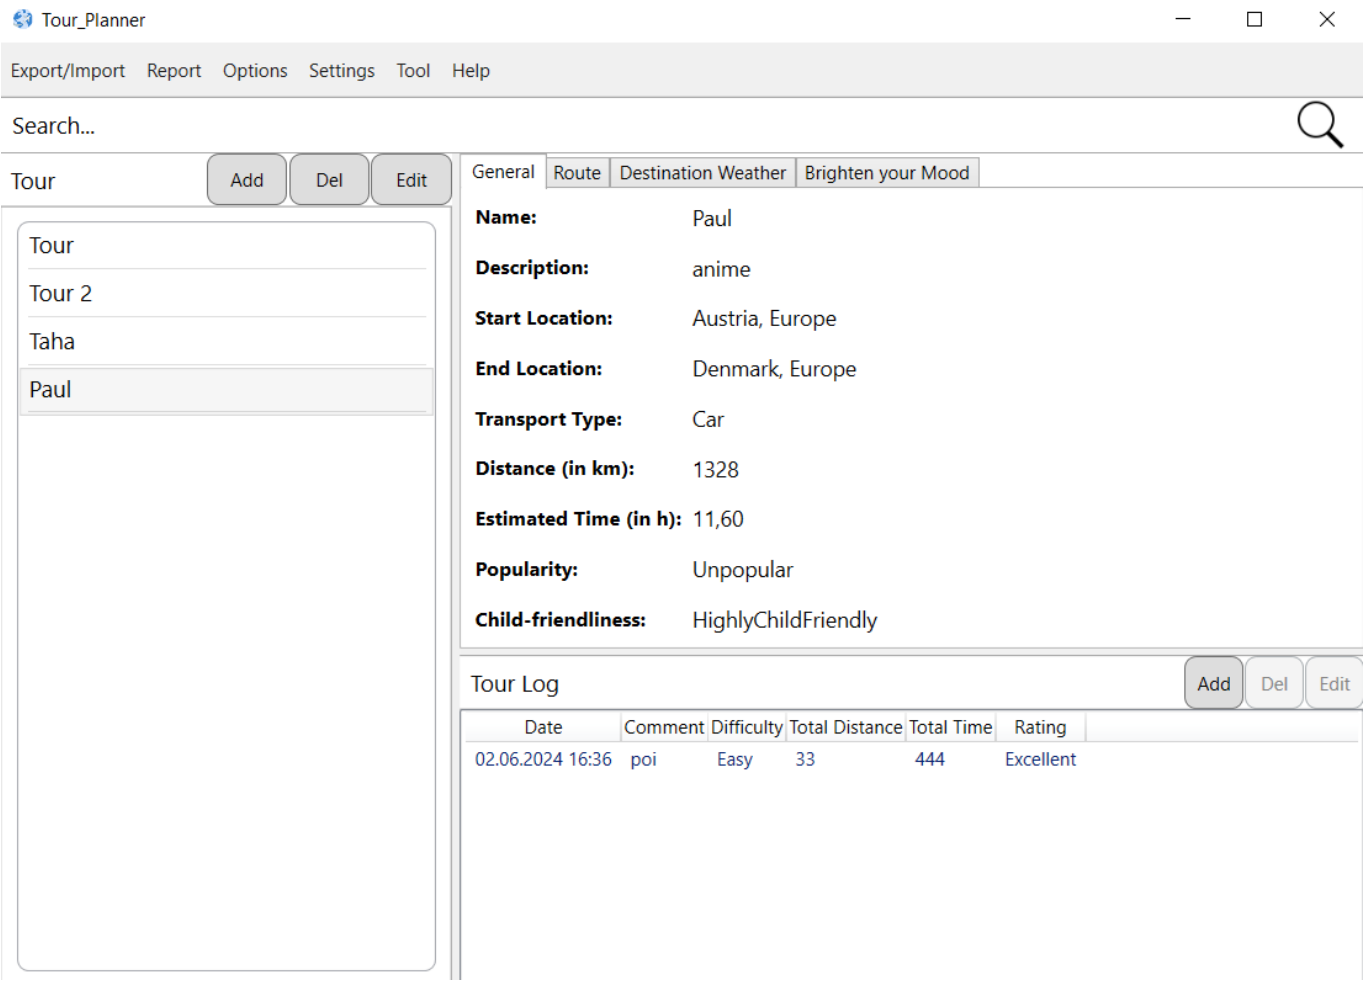 Tour_Planner
Export/Import Report Options Settings Tool Help
Search...
Tour Add Del Edit
Tour
Tour 2
Taha
Paul
General Route Destination Weather Brighten your Mood
Name: Paul
Description: anime
Start Location: Austria, Europe
End Location: Denmark, Europe
Transport Type: Car
Distance (in km): 1328
Estimated Time (in h): 11,60
Popularity: Unpopular
Child-friendliness: HighlyChildFriendly
Tour Log Add Del Edit
Date Comment Difficulty Total Distance Total Time Rating
02.06.2024 16:36 poi Easy 33 444 Excellent